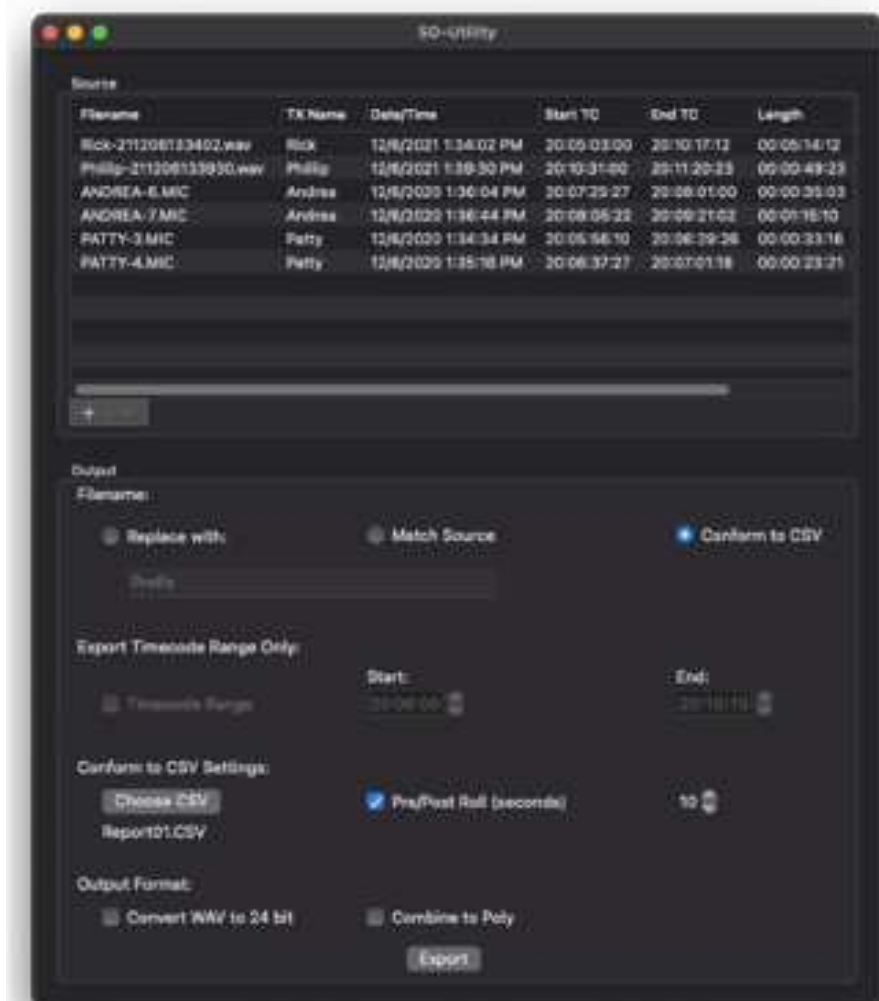 SD-Utility
Source
Filename TX Name Date/Time Start TC End TC Length
Rick-211206133402.wav Rick 12/6/2021 1:34:02 PM 20:05:03:00 20:10:17:12 00:05:14:12
Phillip-211206133930.wav Phillip 12/6/2021 1:39:30 PM 20:10:31:00 20:11:20:23 00:00:49:23
ANDREA-6.MIC Andrea 12/6/2020 1:36:04 PM 20:07:25:27 20:08:01:00 00:00:35:03
ANDREA-7.MIC Andrea 12/6/2020 1:36:44 PM 20:08:05:22 20:09:21:02 00:01:15:10
PATTY-3.MIC Patty 12/6/2020 1:34:34 PM 20:05:56:10 20:06:29:26 00:00:33:16
PATTY-4.MIC Patty 12/6/2020 1:35:16 PM 20:06:37:27 20:07:01:18 00:00:23:21
+
Output
Filename:
Replace with: Match Source Conform to CSV
Prefix
Export Timecode Range Only:
Start: End:
Timecode Range
Conform to CSV Settings:
Choose CSV Pre/Post Roll (seconds) 10
Report01.CSV
Output Format:
Convert WAV to 24 bit Combine to Poly
Export